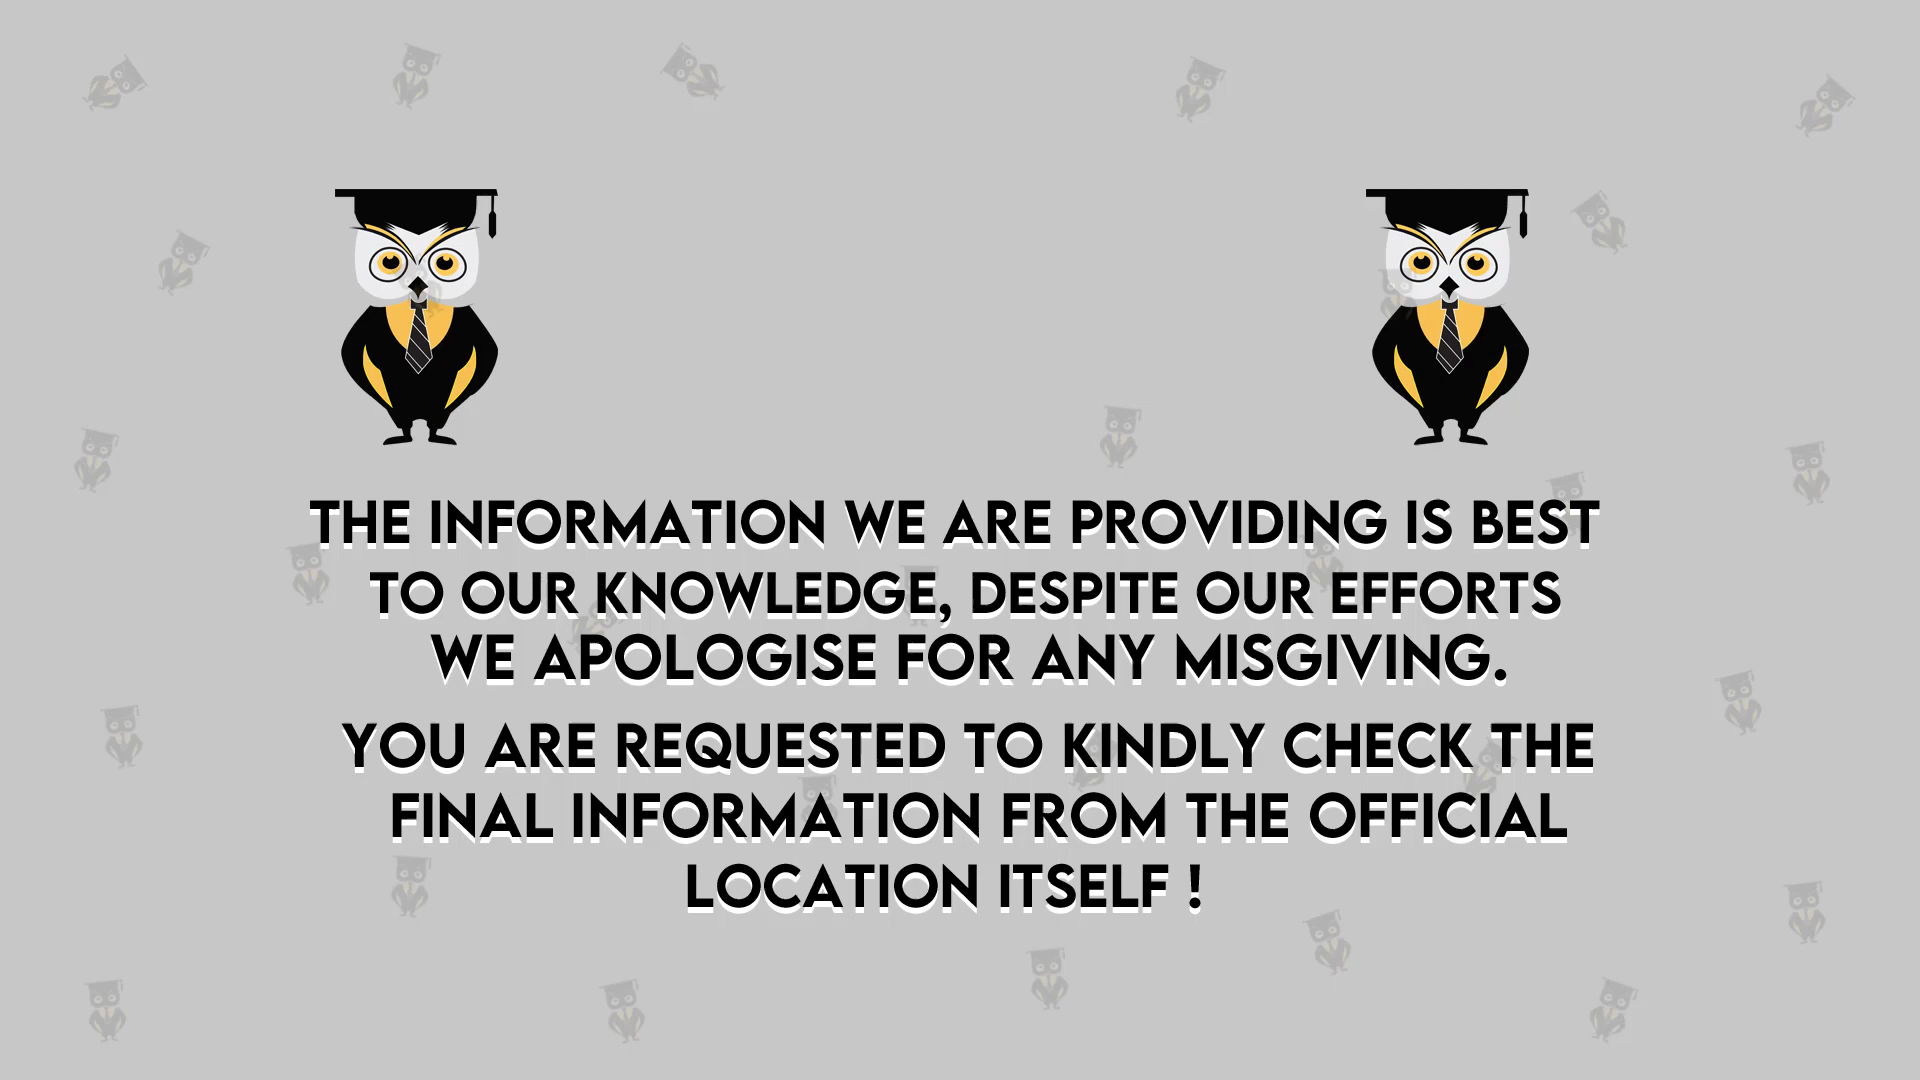 THE INFORMATION WE ARE PROVIDING IS BEST
TO OUR KNOWLEDGE, DESPITE OUR EFFORTS
WE APOLOGISE FOR ANY MISGIVING.
YOU ARE REQUESTED TO KINDLY CHECK THE
FINAL INFORMATION FROM THE OFFICIAL
LOCATION ITSELF !